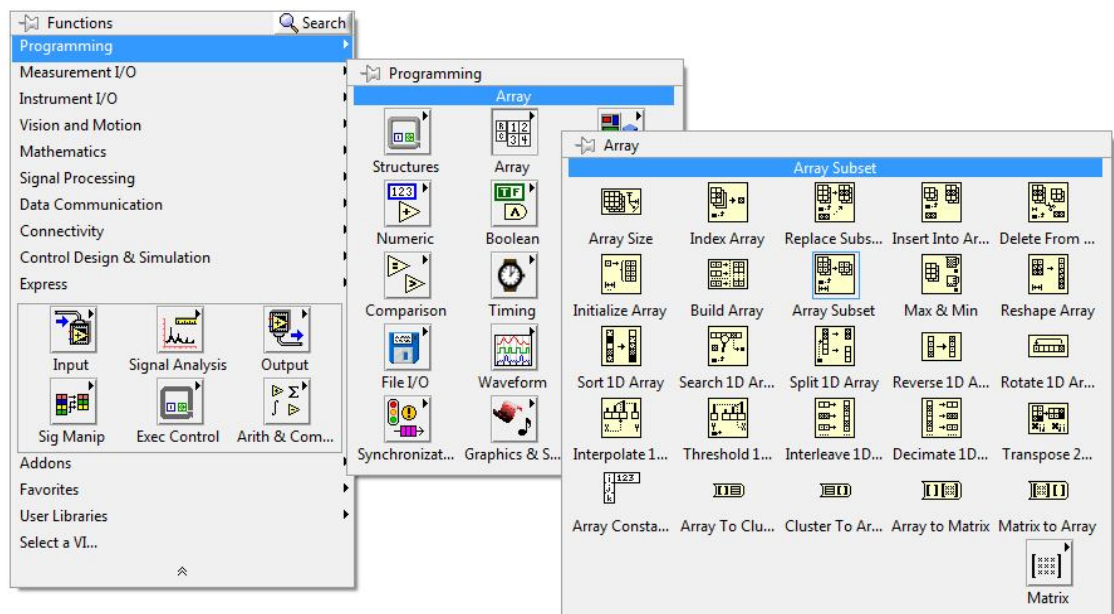 Functions
Search
Programming
Measurement I/O
Instrument I/O
Vision and Motion
Mathematics
Signal Processing
Data Communication
Connectivity
Control Design & Simulation
Express
Input Signal Analysis Output
Sig Manip Exec Control Arith & Com...
Addons
Favorites
User Libraries
Select a VI...
Programming
Array
Structures Array
Numeric Boolean
Comparison Timing
File I/O Waveform
Synchronizat... Graphics & S...
Array
Array Subset
Array Size Index Array Replace Subs... Insert Into Ar... Delete From ...
Initialize Array Build Array Array Subset Max & Min Reshape Array
Sort 1D Array Search 1D Ar... Split 1D Array Reverse 1D A... Rotate 1D Ar...
Interpolate 1... Threshold 1... Interleave 1D... Decimate 1D... Transpose 2...
Array Consta... Array To Clu... Cluster To Ar... Array to Matrix Matrix to Array
Matrix